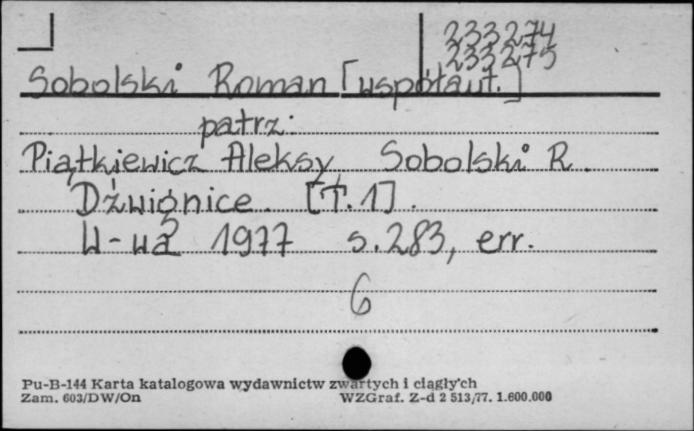 233274
233275
Sobolski Roman [współaut.]
patrz:
Piątkiewicz Aleksy, Sobolski R.
Dźwignice. [T. 1].
W-wa 1977 s. 283, err.
6
Pu-B-144 Karta katalogowa wydawnictw zwartych i ciągłych
Zam. 603/DW/On WZGraf. Z-d 2 513/77. 1.600.000